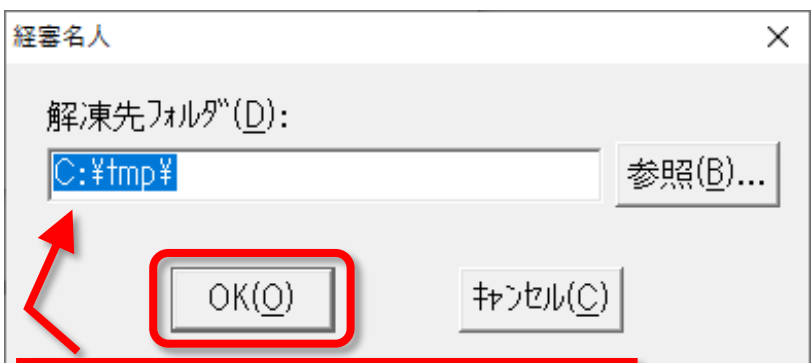 経審名人
解凍先ﾌｫﾙﾀﾞ(D):
C:¥tmp¥
参照(B)...
OK(O)
ｷｬﾝｾﾙ(C)